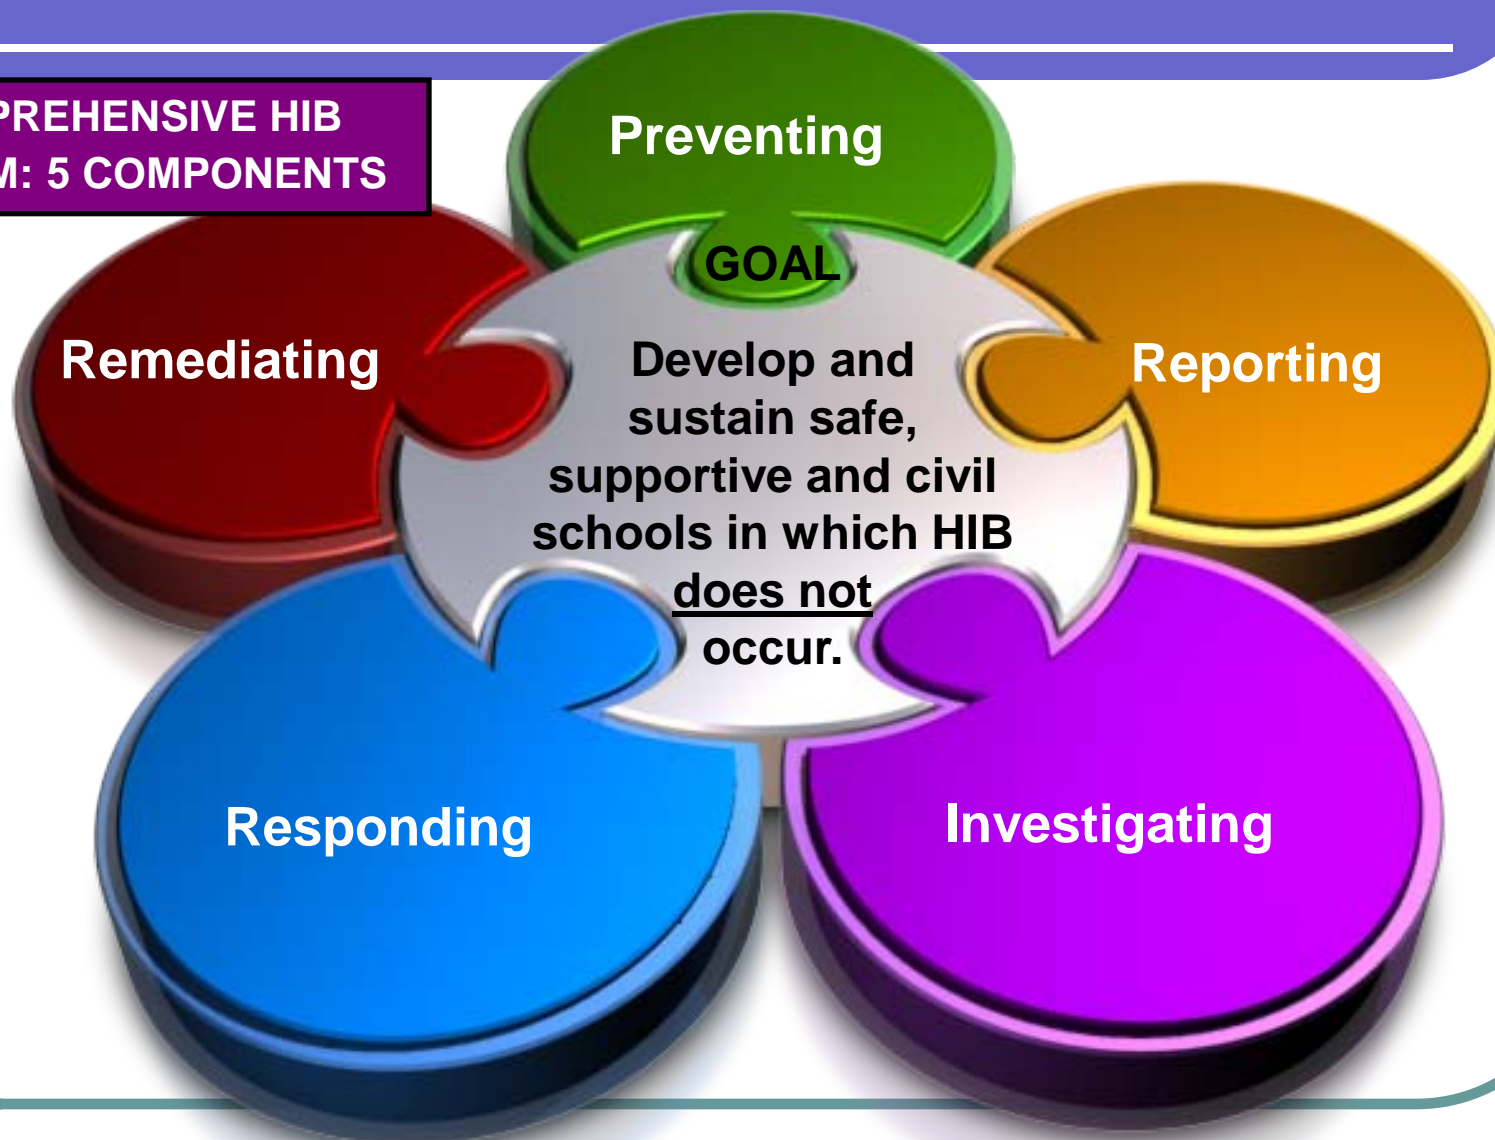 PREHENSIVE HIB
M: 5 COMPONENTS
Preventing
GOAL
Remediating
Reporting
Develop and
sustain safe,
supportive and civil
schools in which HIB
does not
occur.
Responding
Investigating